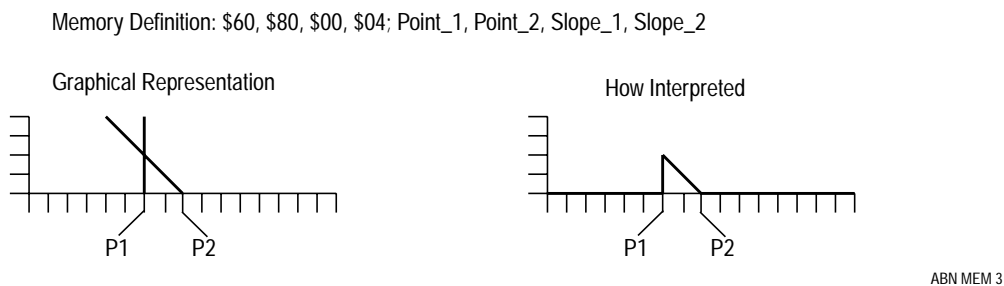 Memory Definition: $60, $80, $00, $04; Point_1, Point_2, Slope_1, Slope_2
Graphical Representation
How Interpreted
P1 P2
P1 P2
ABN MEM 3